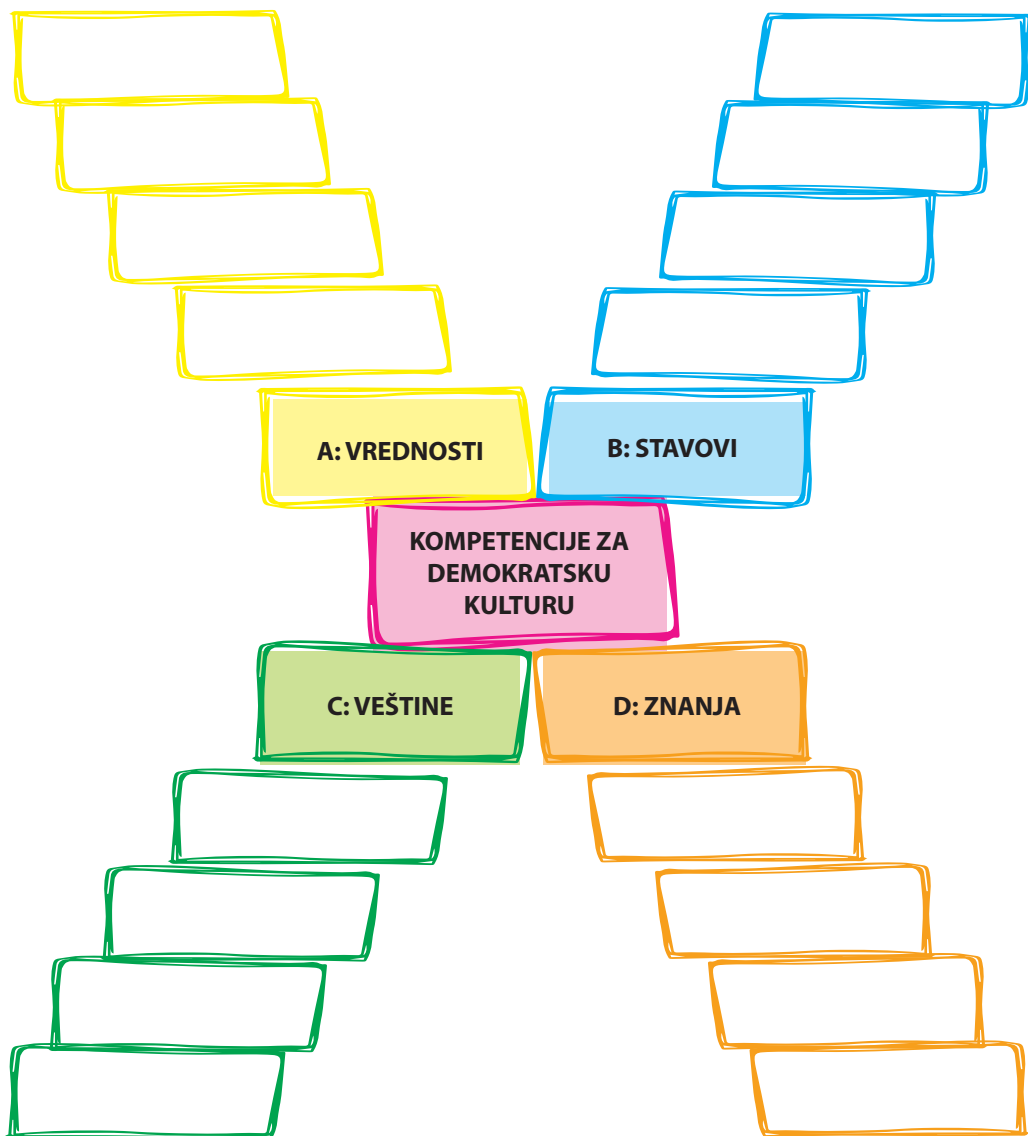 A: VREDNOSTI
B: STAVOVI
KOMPETENCIJE ZA
DEMOKRATSKU
KULTURU
C: VEŠTINE
D: ZNANJA